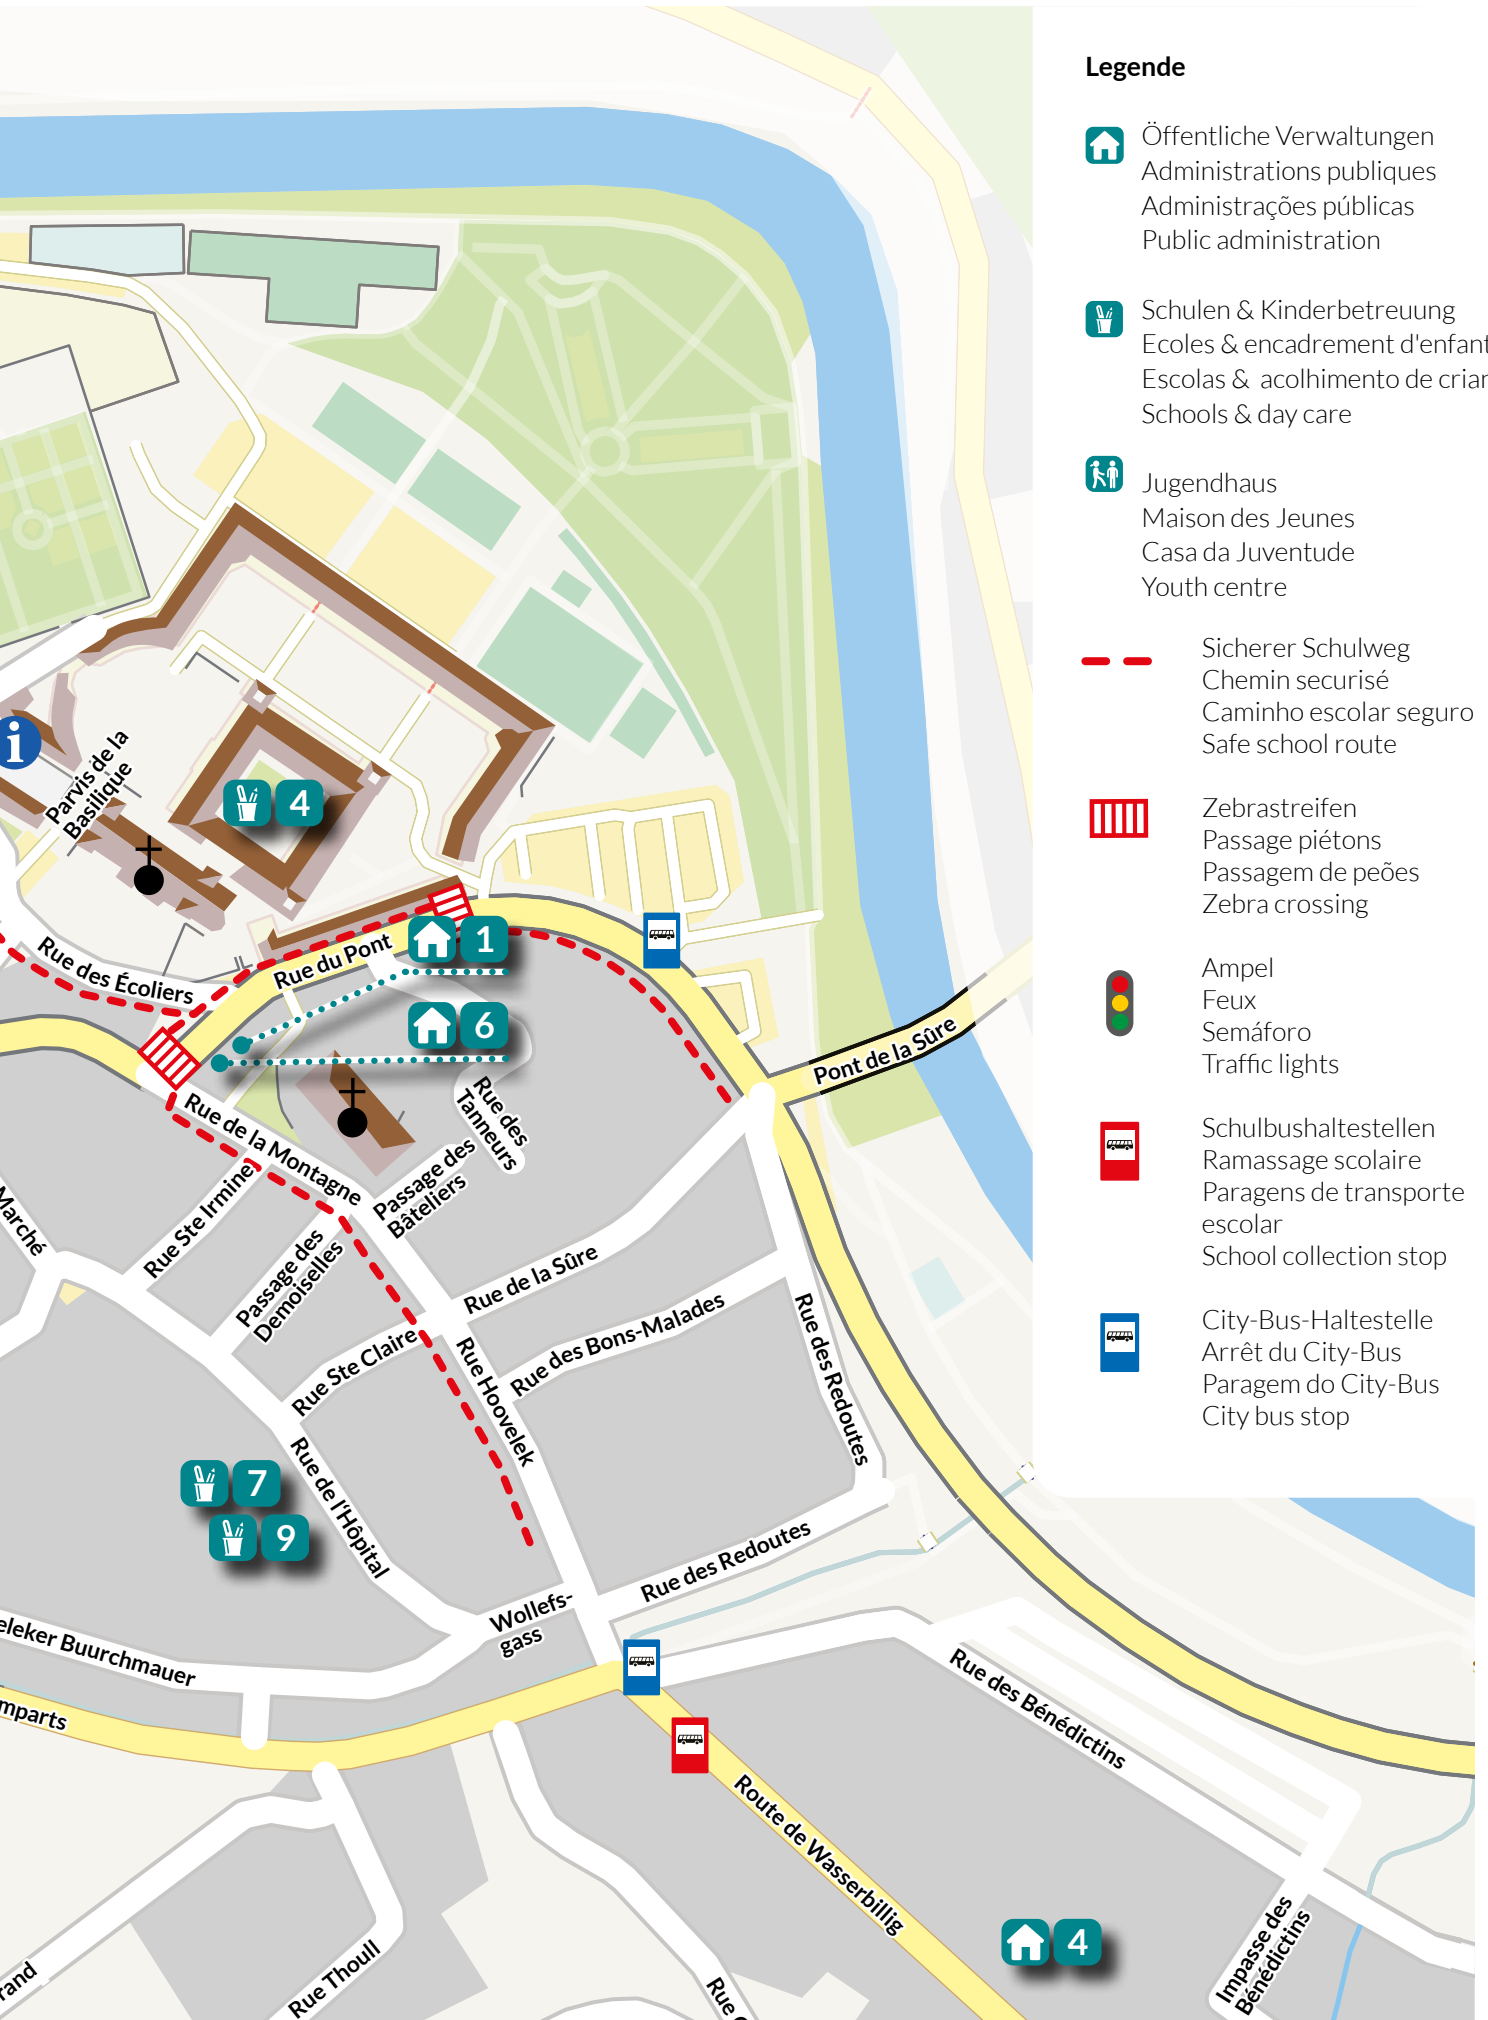 Legende
Öffentliche Verwaltungen
Administrations publiques
Administrações públicas
Public administration
Schulen & Kinderbetreuung
Ecoles & encadrement d'enfant
Escolas & acolhimento de crian
Schools & day care
Jugendhaus
Maison des Jeunes
Casa da Juventude
Youth centre
Sicherer Schulweg
Chemin securisé
Caminho escolar seguro
Safe school route
Zebrastreifen
Passage piétons
Passagem de peões
Zebra crossing
Ampel
Feux
Semáforo
Traffic lights
Schulbushaltestellen
Ramassage scolaire
Paragens de transporte
escolar
School collection stop
City-Bus-Haltestelle
Arrêt du City-Bus
Paragem do City-Bus
City bus stop
i
Parvis de la
Basilique
4
Rue des Écoliers
Rue du Pont
1
6
Pont de la Sûre
Rue des
Tanneurs
Rue de la Montagne
Passage des
Bâteliers
Marché
Rue Ste Irmine
Passage des
Demoiselles
Rue de la Sûre
Rue Ste Claire
Rue Hoovelek
Rue des Bons-Malades
Rue des Redoutes
Rue de l'Hôpital
7
9
Rue des Redoutes
Wollefs-
gass
eleker Buurchmauer
mparts
Rue des Bénédictins
Route de Wasserbillig
4
Impasse des
Bénédictins
rand
Rue Thoull
Rue